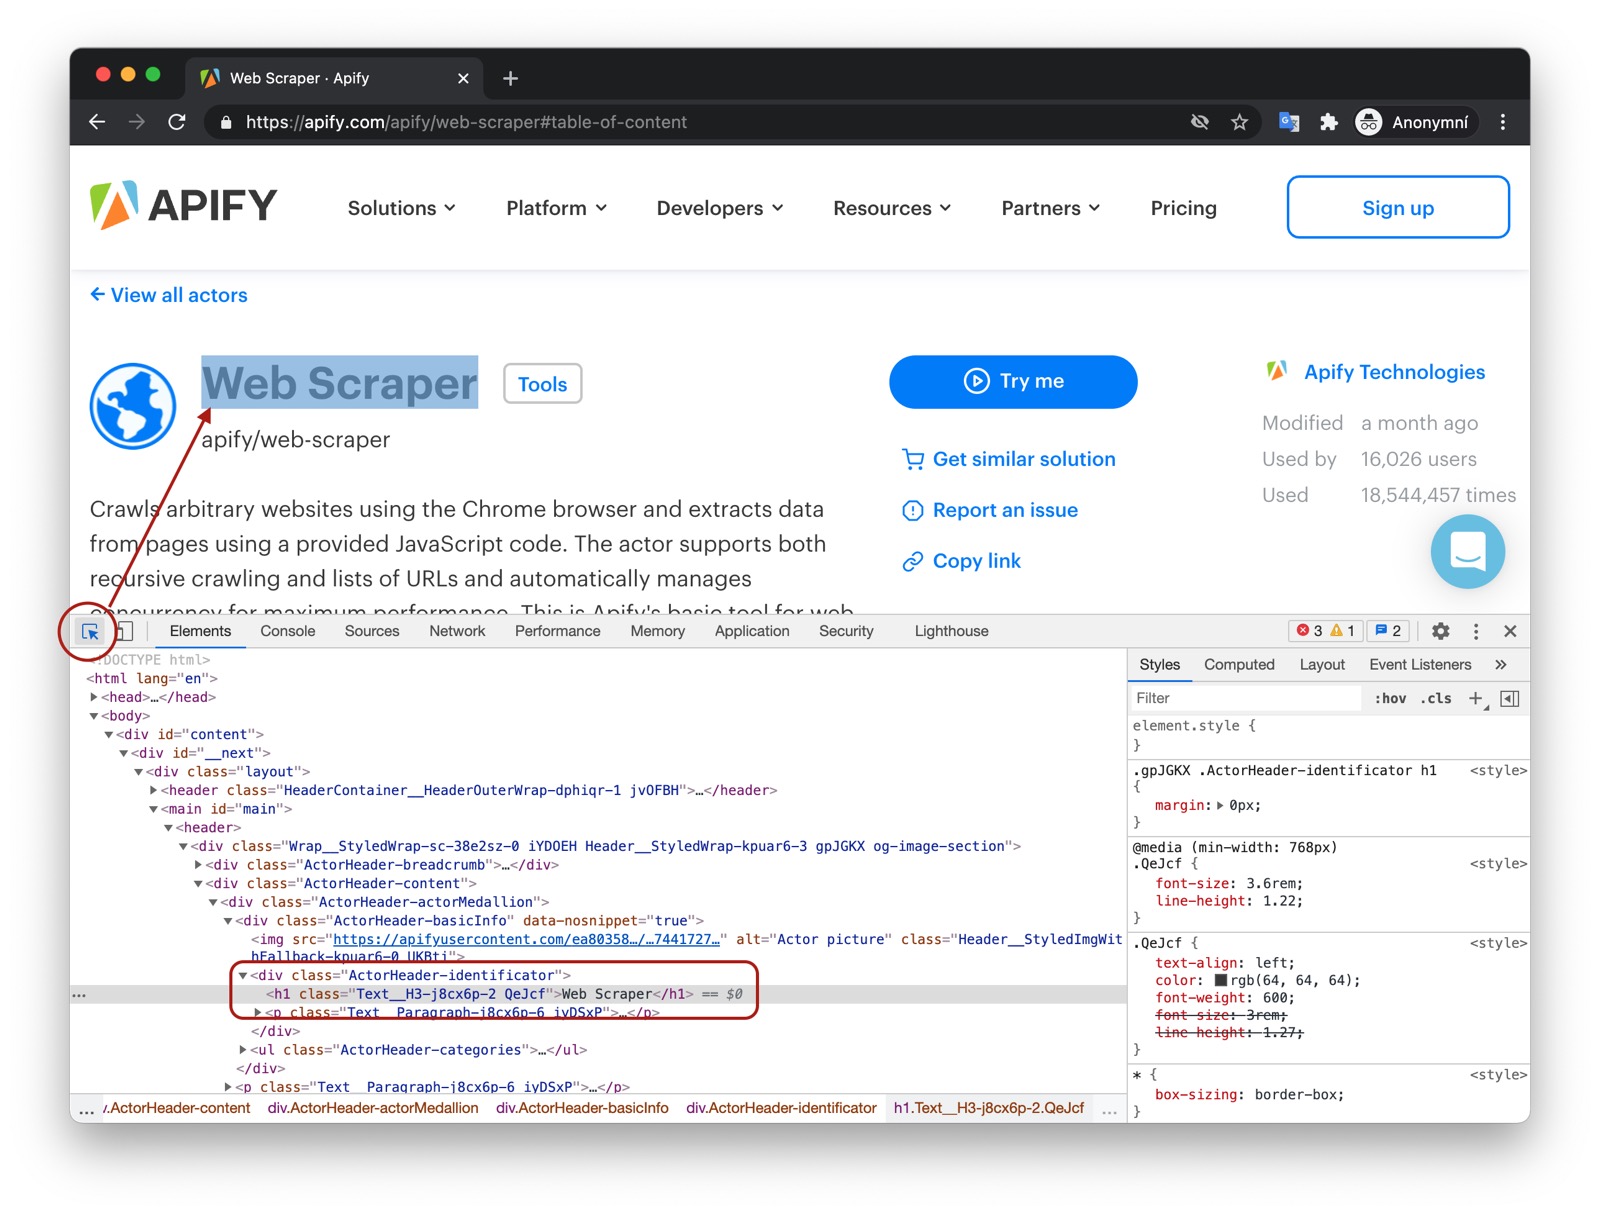 Web Scraper · Apify
https://apify.com/apify/web-scraper#table-of-content
Anonymní
APIFY
Solutions
Platform
Developers
Resources
Partners
Pricing
Sign up
← View all actors
Web Scraper
Tools
apify/web-scraper
Crawls arbitrary websites using the Chrome browser and extracts data
from pages using a provided JavaScript code. The actor supports both
recursive crawling and lists of URLs and automatically manages
concurrency for maximum performance. This is Apify's basic tool for web
Try me
Get similar solution
Report an issue
Copy link
Apify Technologies
Modified a month ago
Used by 16,026 users
Used 18,544,457 times
Elements Console Sources Network Performance Memory Application Security Lighthouse
3 1 2
<!DOCTYPE html>
<html lang="en">
<head>…</head>
<body>
<div id="content">
<div id="__next">
<div class="layout">
<header class="HeaderContainer__HeaderOuterWrap-dphiqr-1 jvOFBH">…</header>
<main id="main">
<header>
<div class="Wrap__StyledWrap-sc-38e2sz-0 iYDOEH Header__StyledWrap-kpuar6-3 gpJGKX og-image-section">
<div class="ActorHeader-breadcrumb">…</div>
<div class="ActorHeader-content">
<div class="ActorHeader-actorMedallion">
<div class="ActorHeader-basicInfo" data-nosnippet="true">
<img src="https://apifyusercontent.com/ea80358…/…7441727…" alt="Actor picture" class="Header__StyledImgWit
hFallback-kpuar6-0 UKBti">
<div class="ActorHeader-identificator">
… <h1 class="Text__H3-j8cx6p-2 QeJcf">Web Scraper</h1> == $0
<p class="Text__Paragraph-j8cx6p-6 iyDSxP">…</p>
</div>
<ul class="ActorHeader-categories">…</ul>
</div>
<p class="Text__Paragraph-j8cx6p-6 iyDSxP">…</p>
… v.ActorHeader-content div.ActorHeader-actorMedallion div.ActorHeader-basicInfo div.ActorHeader-identificator h1.Text__H3-j8cx6p-2.QeJcf …
Styles Computed Layout Event Listeners »
Filter :hov .cls +
element.style {
}
.gpJGKX .ActorHeader-identificator h1 <style>
{
margin: 0px;
}
@media (min-width: 768px)
.QeJcf { <style>
font-size: 3.6rem;
line-height: 1.22;
}
.QeJcf { <style>
text-align: left;
color: rgb(64, 64, 64);
font-weight: 600;
font-size: 3rem;
line-height: 1.27;
}
* { <style>
box-sizing: border-box;
}